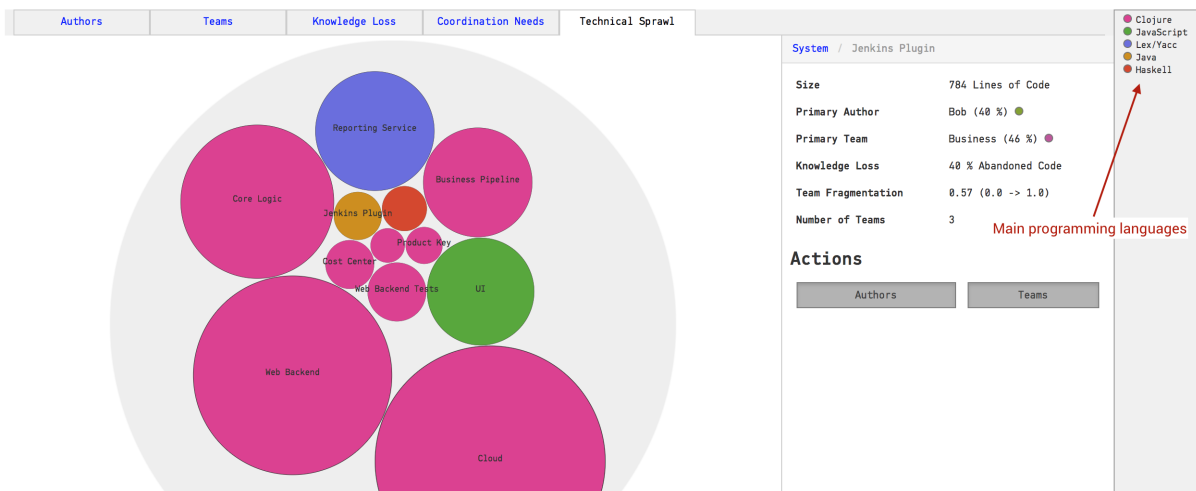 Authors
Teams
Knowledge Loss
Coordination Needs
Technical Sprawl
Clojure
JavaScript
Lex/Yacc
Java
Haskell
System / Jenkins Plugin
Size 784 Lines of Code
Primary Author Bob (40 %)
Primary Team Business (46 %)
Knowledge Loss 40 % Abandoned Code
Team Fragmentation 0.57 (0.0 -> 1.0)
Number of Teams 3
Main programming languages
Actions
Authors
Teams
Reporting Service
Business Pipeline
Core Logic
Jenkins Plugin
Product Key
Cost Center
Web Backend Tests
UI
Web Backend
Cloud